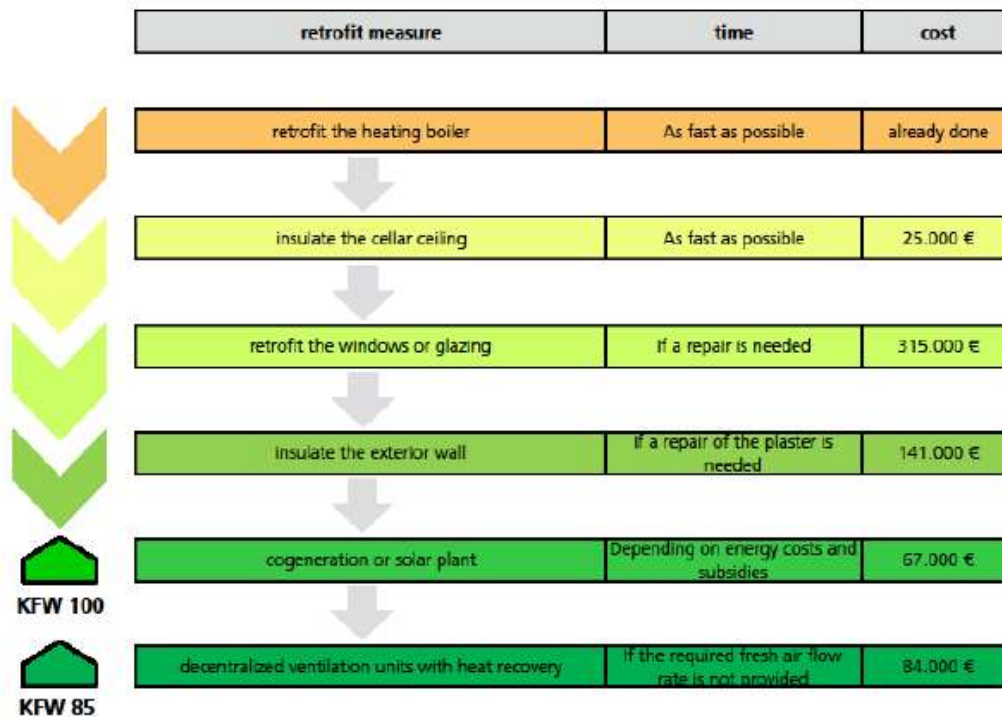 retrofit measure time cost
retrofit the heating boiler As fast as possible already done
insulate the cellar ceiling As fast as possible 25.000 €
retrofit the windows or glazing If a repair is needed 315.000 €
insulate the exterior wall If a repair of the plaster is needed 141.000 €
cogeneration or solar plant Depending on energy costs and subsidies 67.000 €
KFW 100
decentralized ventilation units with heat recovery If the required fresh air flow rate is not provided 84.000 €
KFW 85